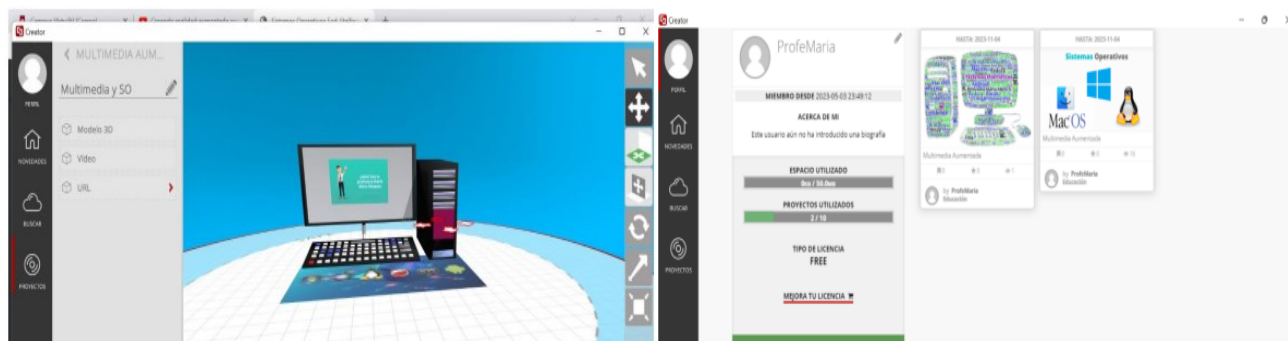 Creator
MULTIMEDIA AUM...
Multimedia y SO
Modelo 3D
Video
URL
PERFIL
NOVEDADES
BUSCAR
PROYECTOS
Creator
PERFIL
NOVEDADES
BUSCAR
PROYECTOS
ProfeMaria
MIEMBRO DESDE 2023-05-03 23:49:12
ACERCA DE MI
Este usuario aún no ha introducido una biografía
ESPACIO UTILIZADO
PROYECTOS UTILIZADOS
2 / 10
TIPO DE LICENCIA
FREE
MEJORA TU LICENCIA
HASTA: 2023-11-04
Multimedia Aumentada
by ProfeMaria
Educación
HASTA: 2023-11-04
Sistemas Operativos
Mac OS
Multimedia Aumentada
by ProfeMaria
Educación